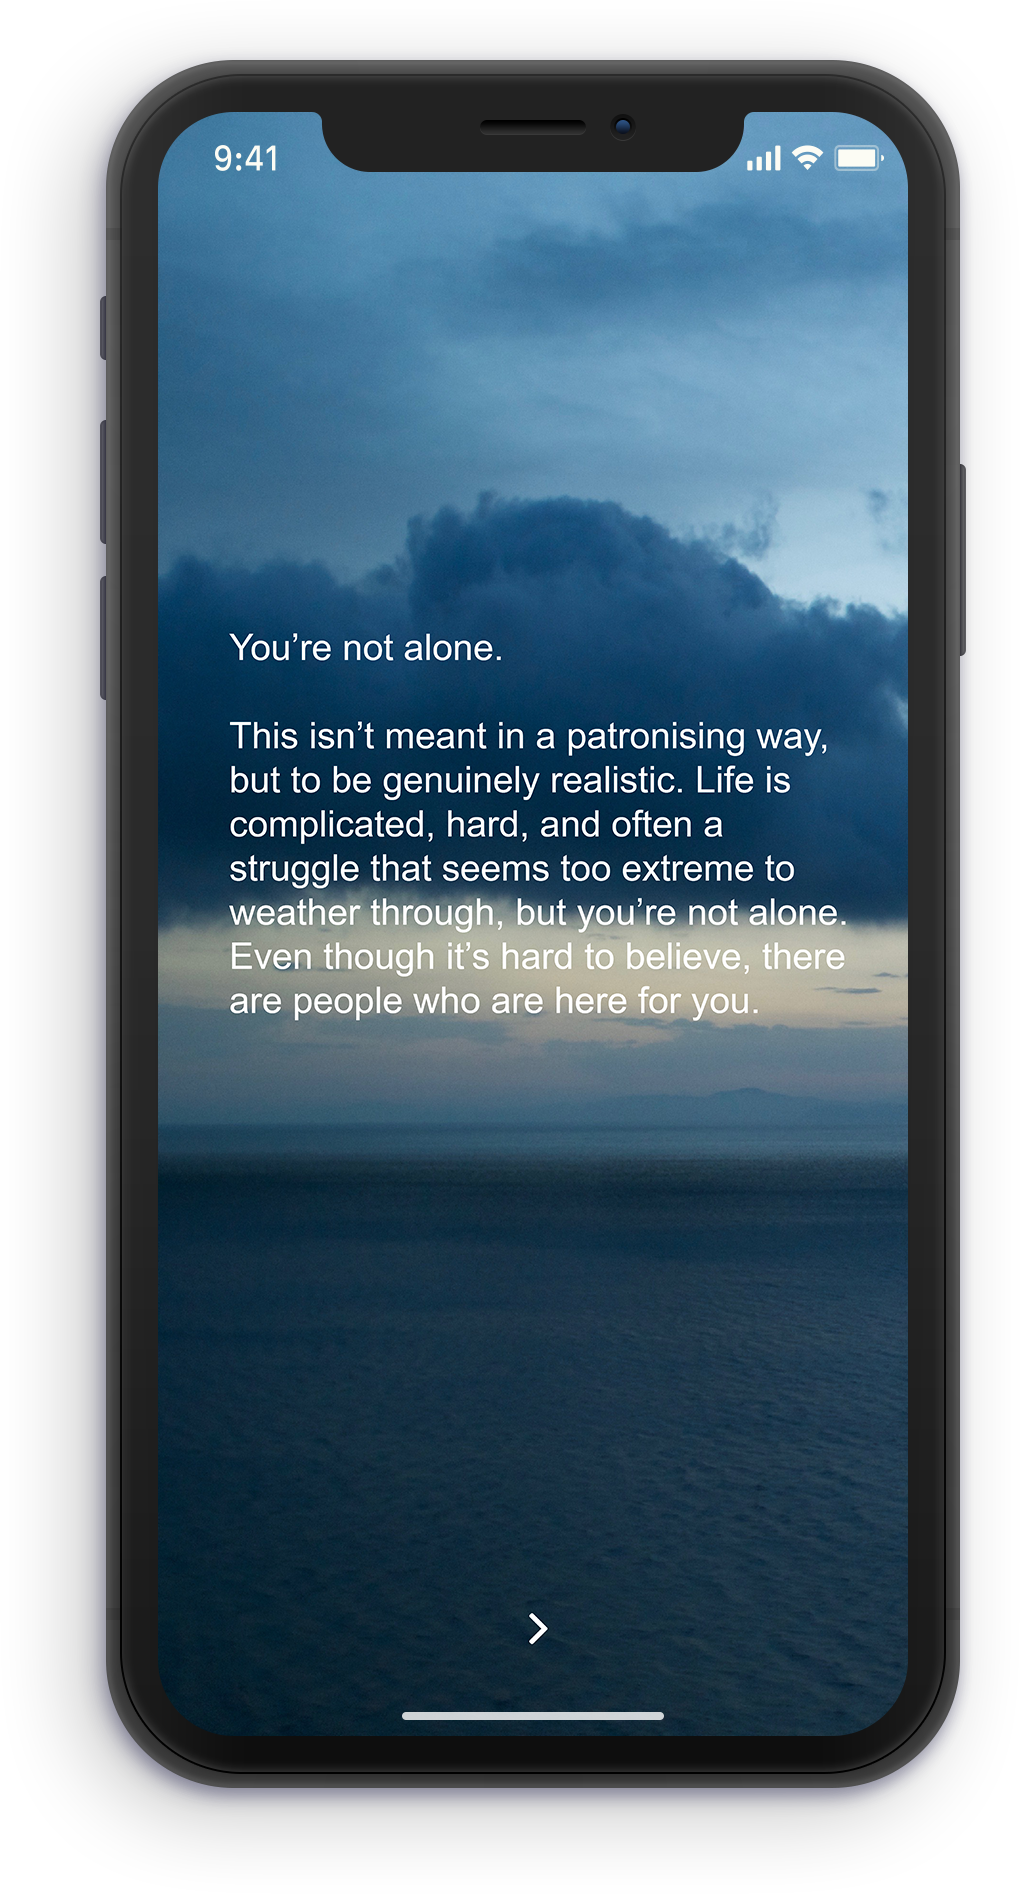 9:41
You’re not alone.
This isn’t meant in a patronising way,
but to be genuinely realistic. Life is
complicated, hard, and often a
struggle that seems too extreme to
weather through, but you’re not alone.
Even though it’s hard to believe, there
are people who are here for you.